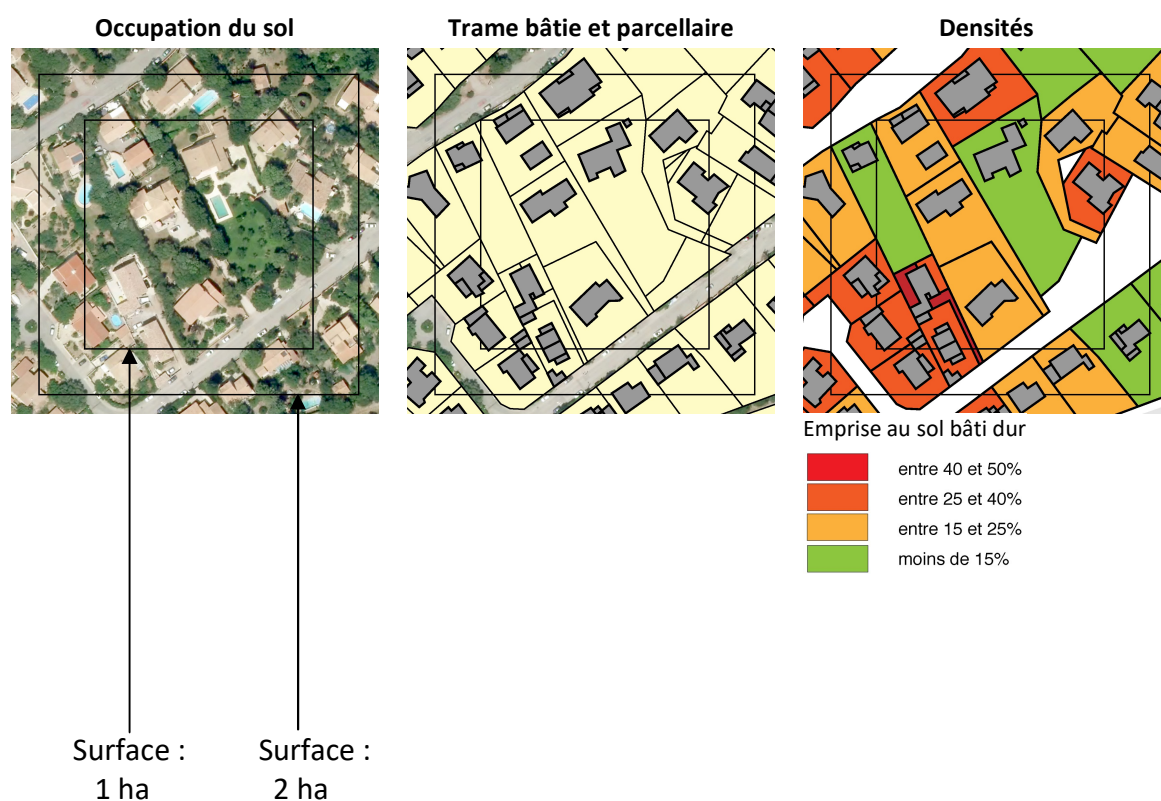 Occupation du sol
Trame bâtie et parcellaire
Densités
Emprise au sol bâti dur
entre 40 et 50%
entre 25 et 40%
entre 15 et 25%
moins de 15%
Surface :
1 ha
Surface :
2 ha